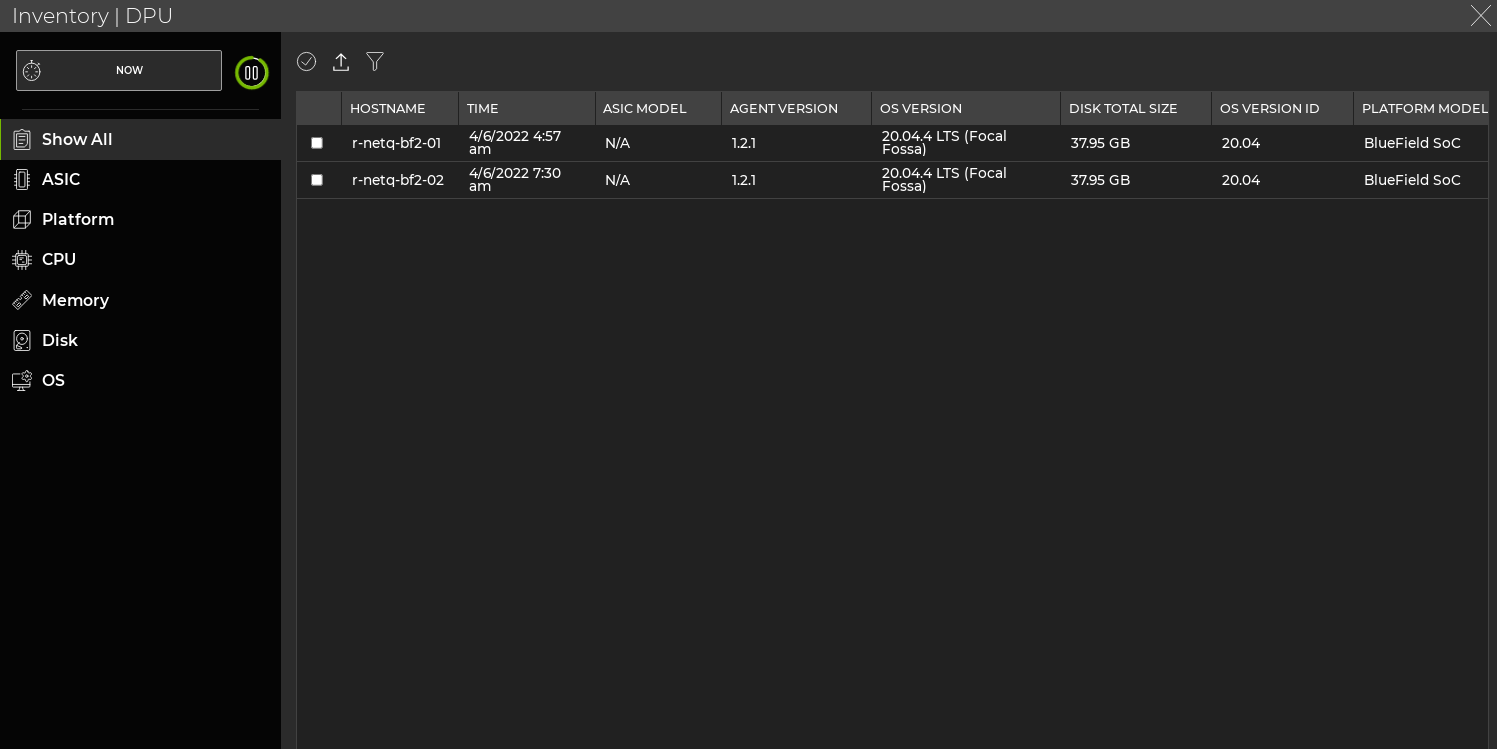 Inventory | DPU
NOW
Show All
ASIC
Platform
CPU
Memory
Disk
OS
HOSTNAME TIME ASIC MODEL AGENT VERSION OS VERSION DISK TOTAL SIZE OS VERSION ID PLATFORM MODEL
r-netq-bf2-01 4/6/2022 4:57 am N/A 1.2.1 20.04.4 LTS (Focal Fossa) 37.95 GB 20.04 BlueField SoC
r-netq-bf2-02 4/6/2022 7:30 am N/A 1.2.1 20.04.4 LTS (Focal Fossa) 37.95 GB 20.04 BlueField SoC